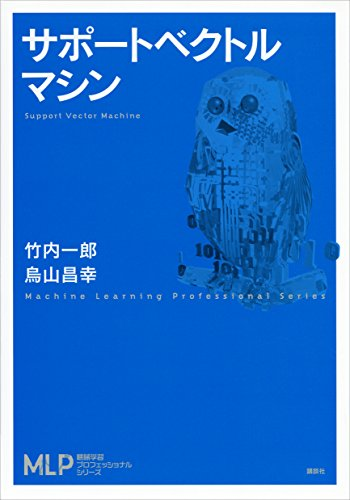 サポートベクトル
マシン
Support Vector Machine
竹内一郎
烏山昌幸
Machine Learning Professional Series
MLP
機械学習
プロフェッショナル
シリーズ
講談社